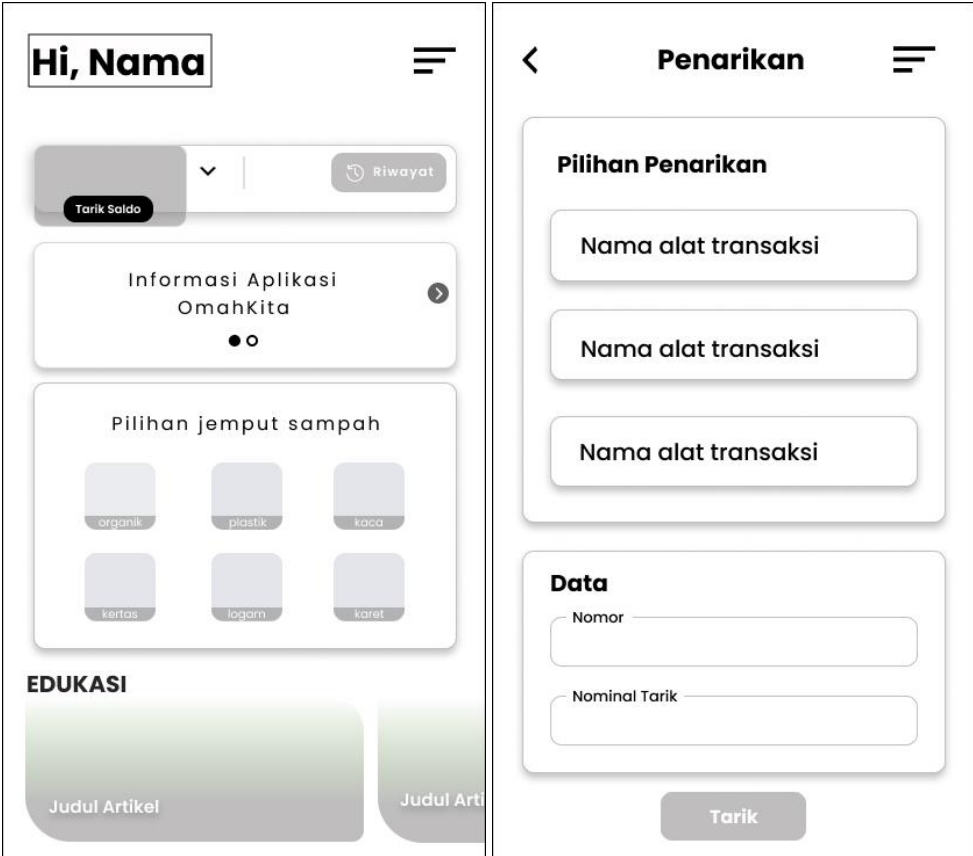 Hi, Nama
Tarik Saldo
Riwayat
Informasi Aplikasi
OmahKita
Pilihan jemput sampah
organik
plastik
kaca
kertas
logam
karet
EDUKASI
Judul Artikel
Judul Arti
Penarikan
Pilihan Penarikan
Nama alat transaksi
Nama alat transaksi
Nama alat transaksi
Data
Nomor
Nominal Tarik
Tarik